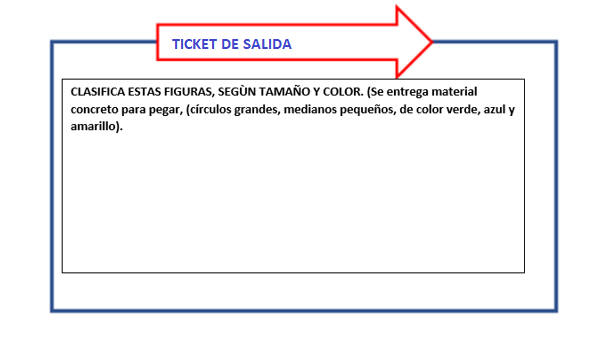 TICKET DE SALIDA
CLASIFICA ESTAS FIGURAS, SEGÙN TAMAÑO Y COLOR. (Se entrega material
concreto para pegar, (círculos grandes, medianos pequeños, de color verde, azul y
amarillo).